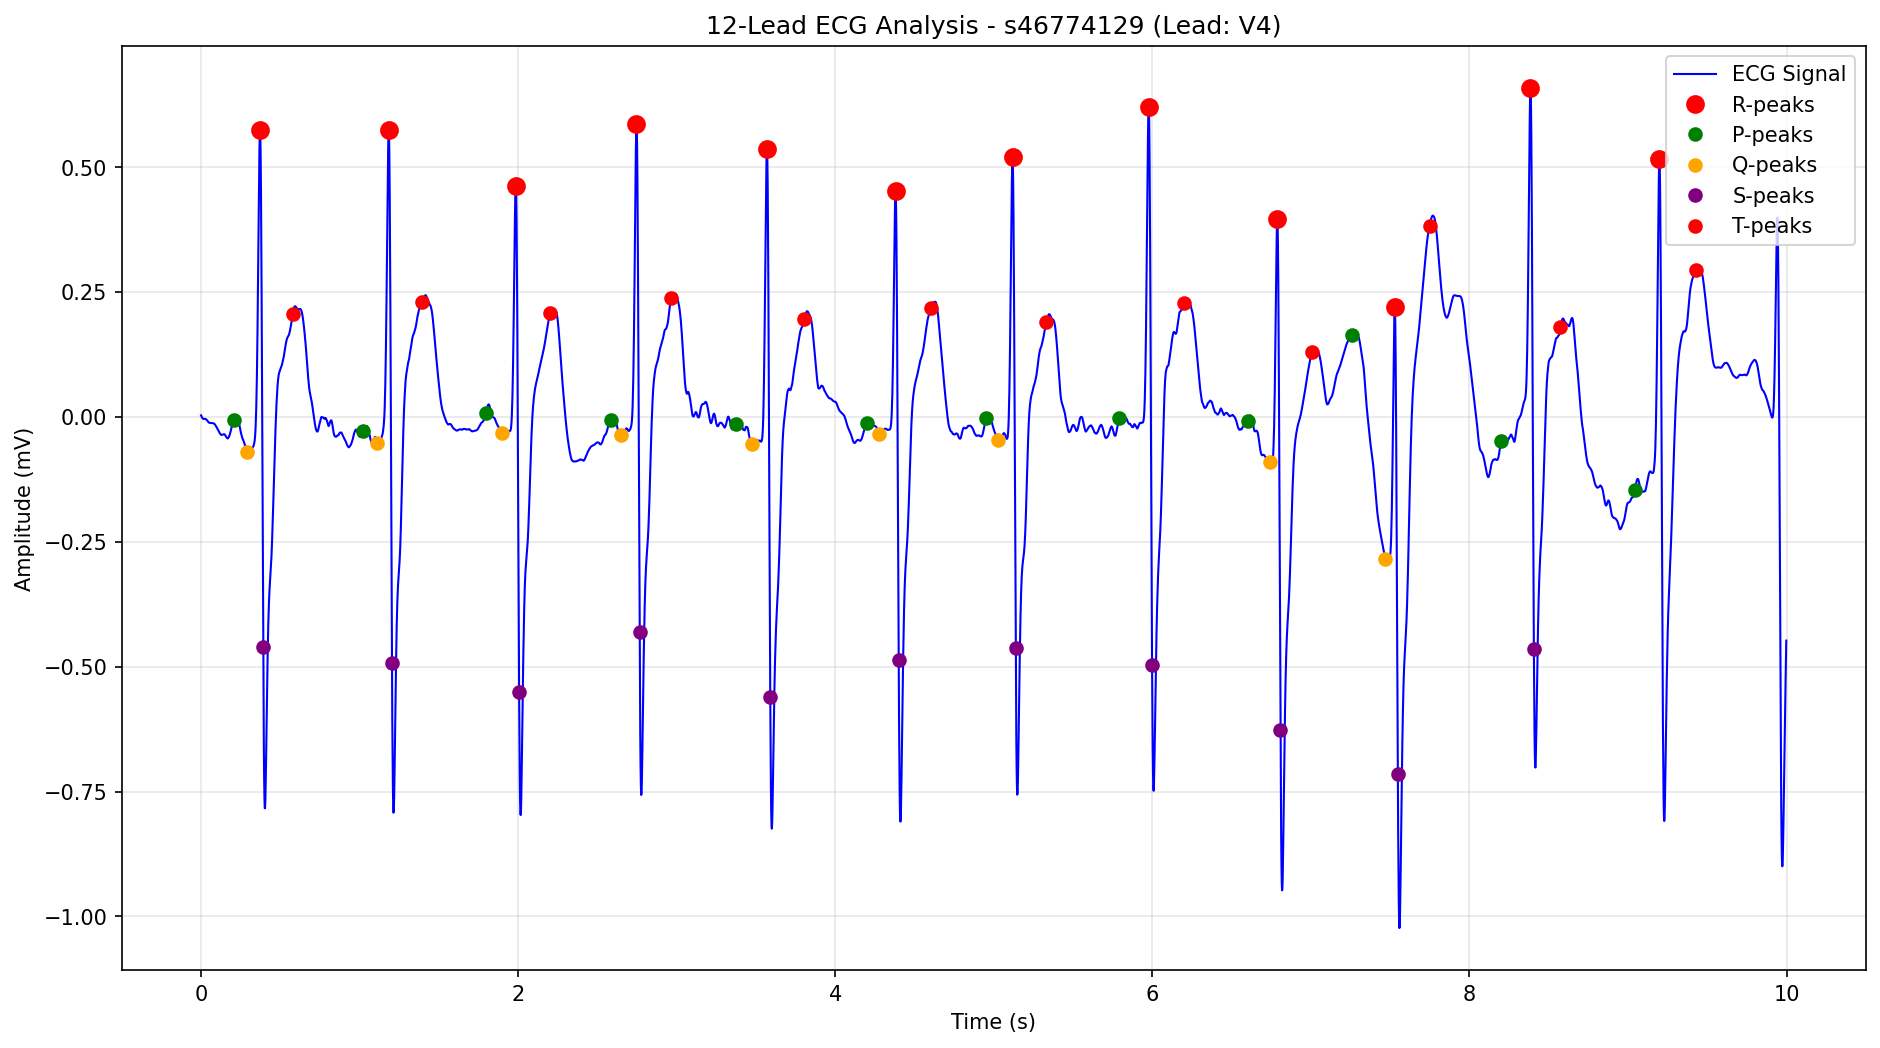 12-Lead ECG Analysis - s46774129 (Lead: V4)
ECG Signal
R-peaks
P-peaks
Q-peaks
S-peaks
T-peaks
Amplitude (mV)
0.50
0.25
0.00
−0.25
−0.50
−0.75
−1.00
0
2
4
6
8
10
Time (s)